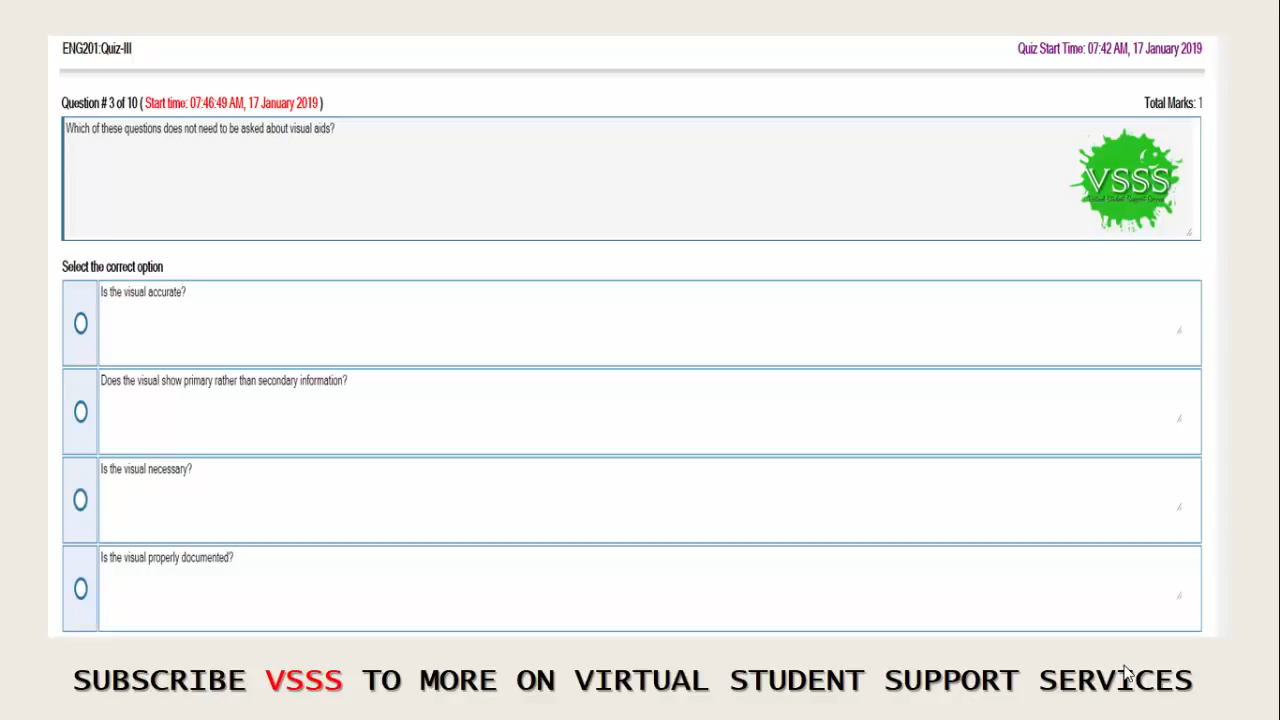 ENG201:Quiz-III
Quiz Start Time: 07:42 AM, 17 January 2019
Question # 3 of 10 ( Start time: 07:46:49 AM, 17 January 2019 )
Total Marks: 1
Which of these questions does not need to be asked about visual aids?
VSSS
Virtual Student Support Services
Select the correct option
Is the visual accurate?
Does the visual show primary rather than secondary information?
Is the visual necessary?
Is the visual properly documented?
SUBSCRIBE VSSS TO MORE ON VIRTUAL STUDENT SUPPORT SERVICES